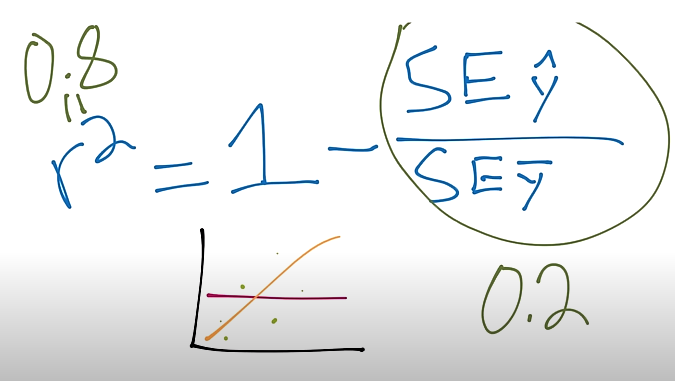 0.8
"
r² = 1 - SEŷ / SEȳ
0.2